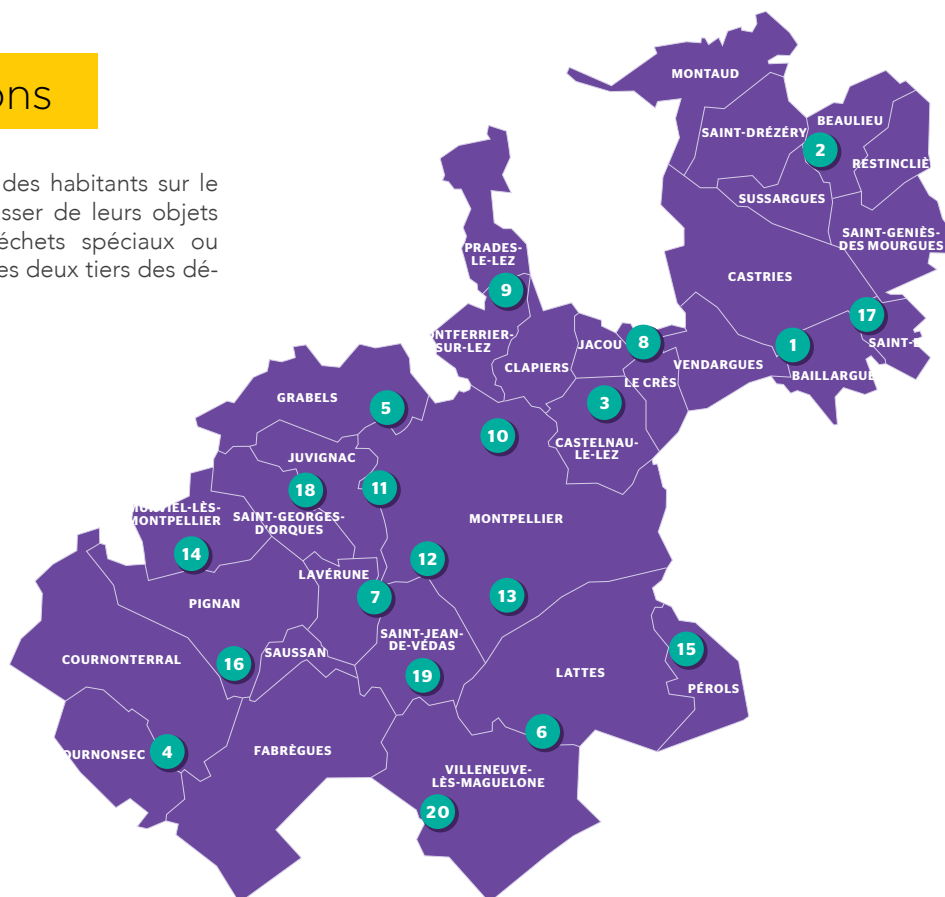 ons
des habitants sur le
sser de leurs objets
échets spéciaux ou
es deux tiers des dé-
MONTAUD
BEAULIEU
SAINT-DRÉZÉRY
2
RESTINCLIÈ
SUSSARGUES
SAINT-GENIÈS-
DES MOURGUES
PRADES-
LE-LEZ
CASTRIES
9
17
NTFERRIER-
SUR-LEZ
JACOU
8
1
SAINT-
CLAPIERS
VENDARGUES
BAILLARGUE
LE CRÈS
GRABELS
5
3
10
CASTELNAU-
LE-LEZ
JUVIGNAC
18
11
MONTPELLIER
SAINT-GEORGES-
D'ORQUES
IEL-LÈS-
MONTPELLIER
14
12
LAVÉRUNE
7
13
PIGNAN
SAINT-JEAN-
DE-VÉDAS
SAUSSAN
COURNONTERRAL
16
19
LATTES
15
PÉROLS
6
OURNONSEC
4
FABRÈGUES
VILLENEUVE-
LÈS-MAGUELONE
20